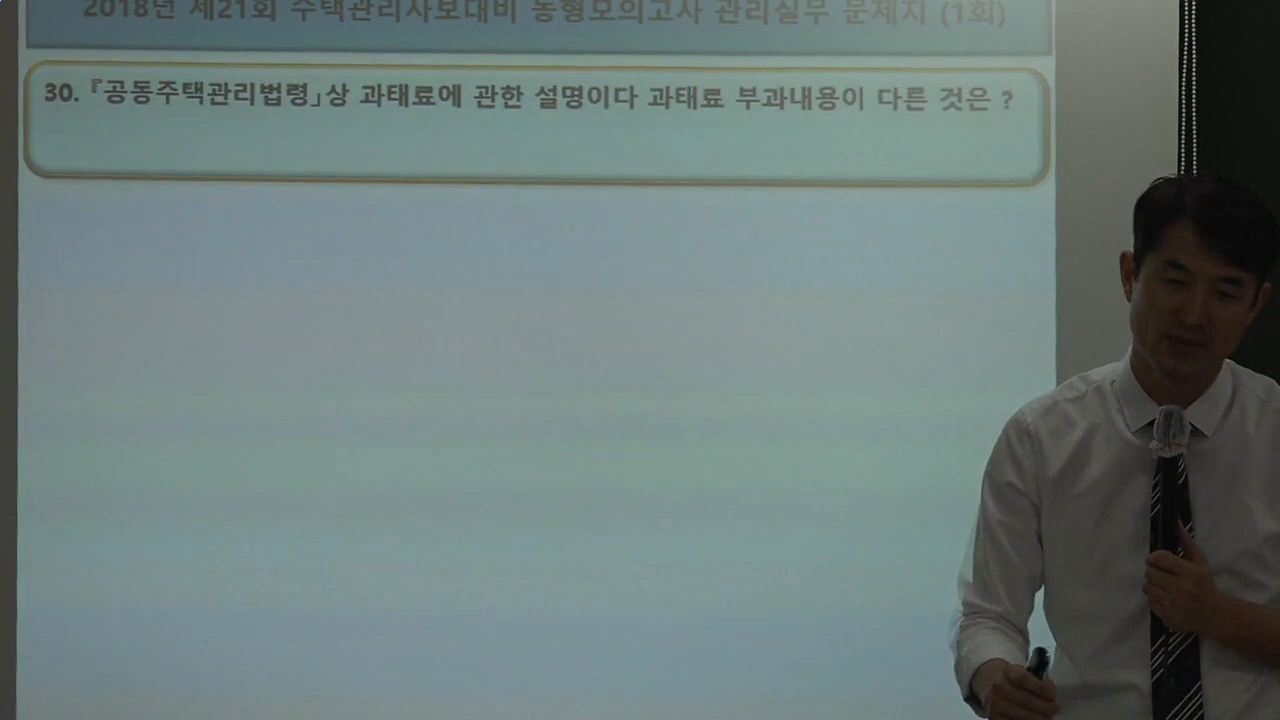 2018년 제21회 주택관리사보대비 동형모의고사 관리실무 문제지 (1회)
30. 『공동주택관리법령」상 과태료에 관한 설명이다 과태료 부과내용이 다른 것은 ?